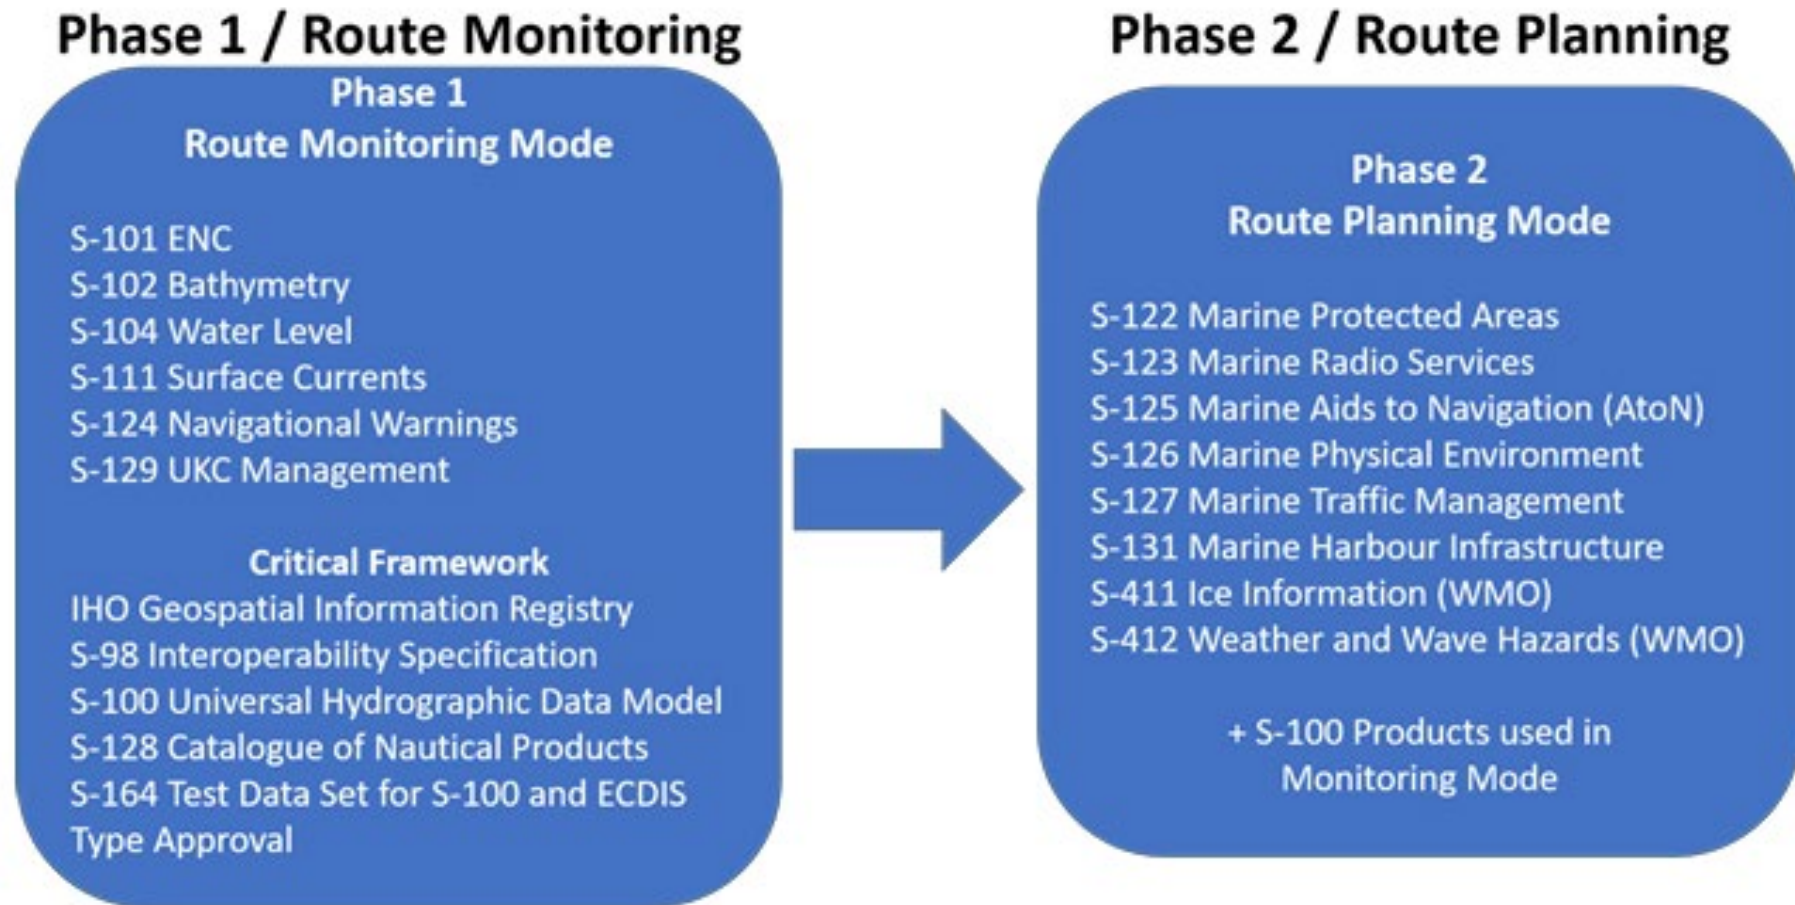 Phase 1 / Route Monitoring
Phase 1
Route Monitoring Mode
S-101 ENC
S-102 Bathymetry
S-104 Water Level
S-111 Surface Currents
S-124 Navigational Warnings
S-129 UKC Management
Critical Framework
IHO Geospatial Information Registry
S-98 Interoperability Specification
S-100 Universal Hydrographic Data Model
S-128 Catalogue of Nautical Products
S-164 Test Data Set for S-100 and ECDIS
Type Approval
Phase 2 / Route Planning
Phase 2
Route Planning Mode
S-122 Marine Protected Areas
S-123 Marine Radio Services
S-125 Marine Aids to Navigation (AtoN)
S-126 Marine Physical Environment
S-127 Marine Traffic Management
S-131 Marine Harbour Infrastructure
S-411 Ice Information (WMO)
S-412 Weather and Wave Hazards (WMO)
+ S-100 Products used in
Monitoring Mode